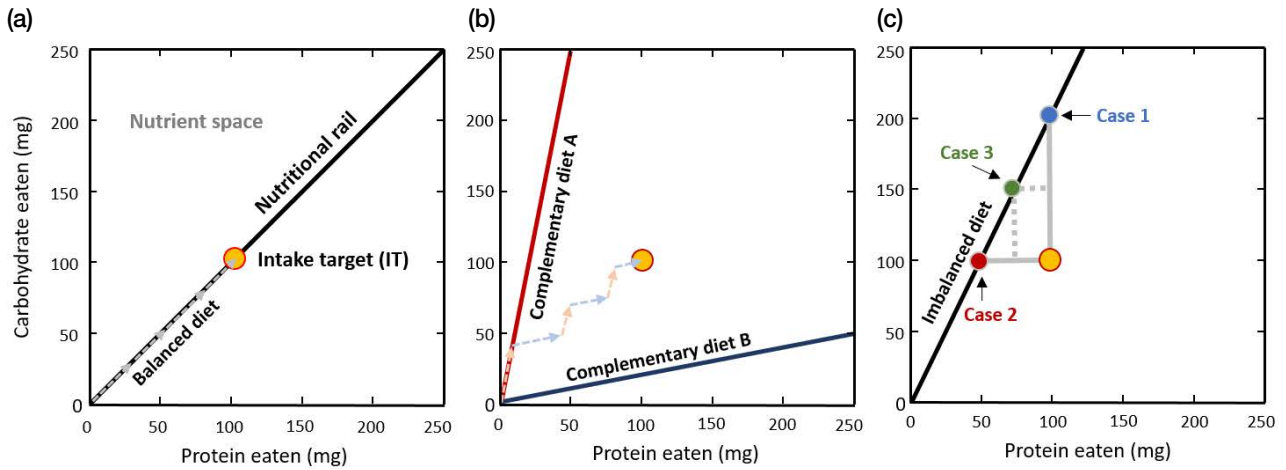 (a)
(b)
(c)
250
200
150
100
50
0
Carbohydrate eaten (mg)
Nutrient space
Nutritional rail
Intake target (IT)
Balanced diet
0 50 100 150 200 250
Protein eaten (mg)
250
200
150
100
50
0
Complementary diet A
Complementary diet B
0 50 100 150 200 250
Protein eaten (mg)
250
200
150
100
50
0
Case 1
Case 3
Imbalanced diet
Case 2
0 50 100 150 200 250
Protein eaten (mg)